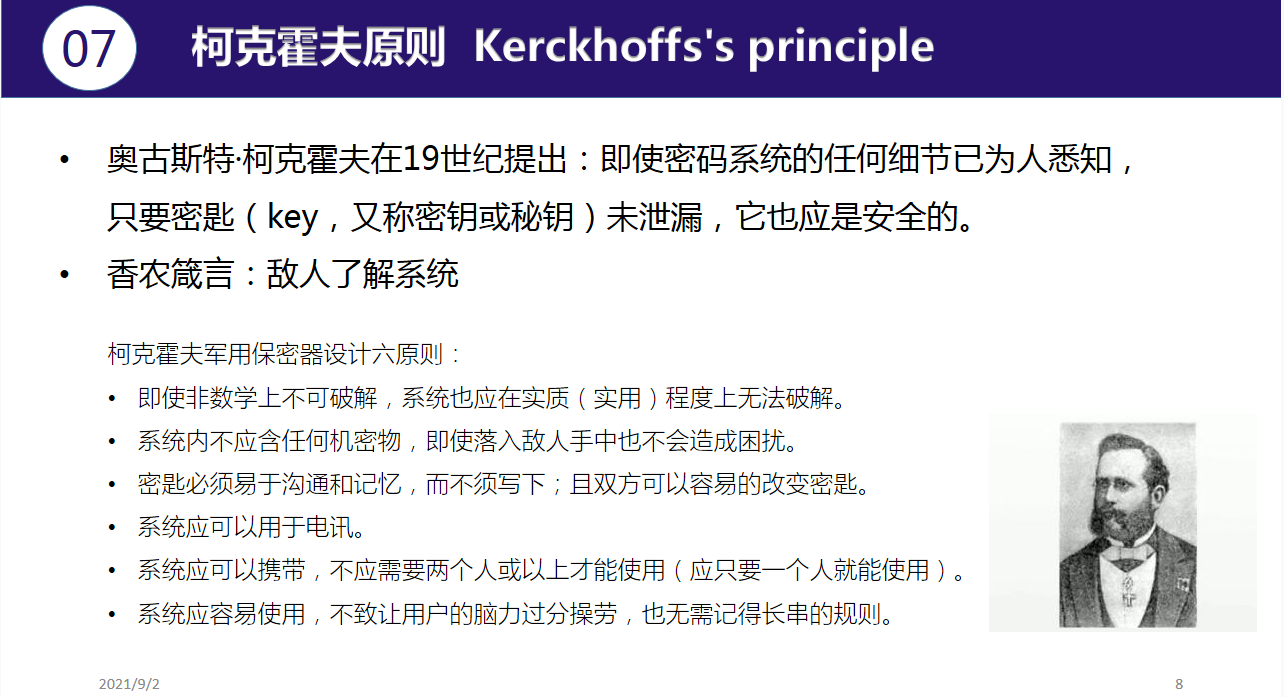 07
柯克霍夫原则 Kerckhoffs's principle
• 奥古斯特·柯克霍夫在19世纪提出：即使密码系统的任何细节已为人悉知，
只要密匙（key，又称密钥或秘钥）未泄漏，它也应是安全的。
• 香农箴言：敌人了解系统
柯克霍夫军用保密器设计六原则：
• 即使非数学上不可破解，系统也应在实质（实用）程度上无法破解。
• 系统内不应含任何机密物，即使落入敌人手中也不会造成困扰。
• 密匙必须易于沟通和记忆，而不须写下；且双方可以容易的改变密匙。
• 系统应可以用于电讯。
• 系统应可以携带，不应需要两个人或以上才能使用（应只要一个人就能使用）。
• 系统应容易使用，不致让用户的脑力过分操劳，也无需记得长串的规则。
2021/9/2
8